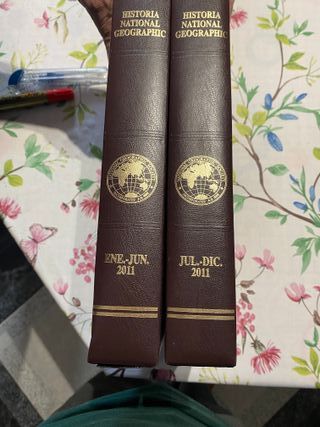 HISTORIA
NATIONAL
GEOGRAPHIC
ENE.-JUN.
2011
HISTORIA
NATIONAL
GEOGRAPHIC
JUL.-DIC.
2011